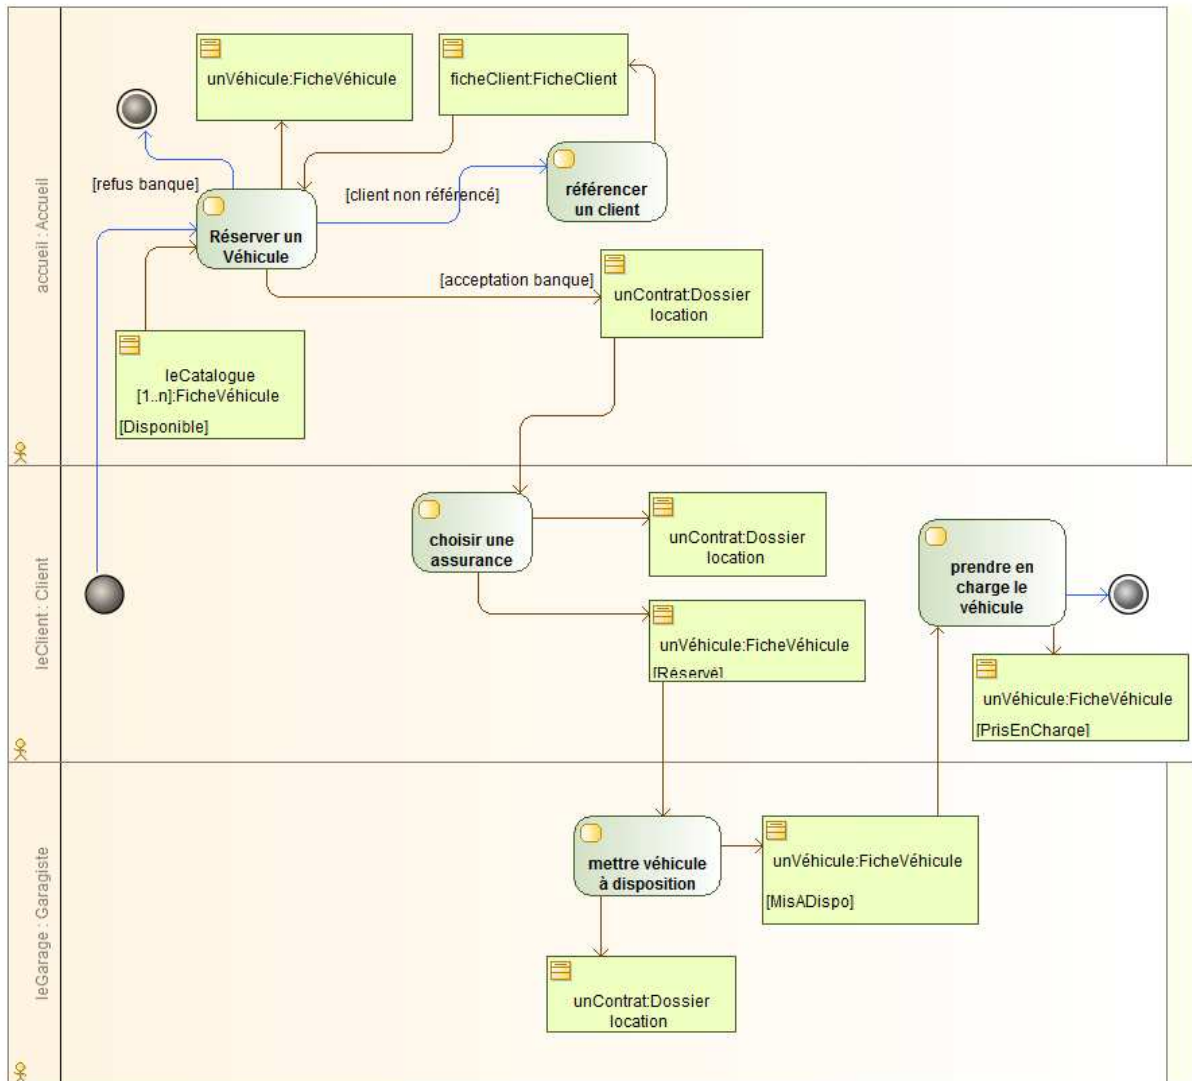 accueil : Accueil
unVéhicule:FicheVéhicule
ficheClient:FicheClient
[refus banque]
[client non référencé]
référencer
un client
Réserver un
Véhicule
[acceptation banque]
unContrat:Dossier
location
leCatalogue
[1..n]:FicheVéhicule
[Disponible]
leClient : Client
choisir une
assurance
unContrat:Dossier
location
unVéhicule:FicheVéhicule
[Réservé]
prendre en
charge le
véhicule
unVéhicule:FicheVéhicule
[PrisEnCharge]
leGarage : Garagiste
mettre véhicule
à disposition
unVéhicule:FicheVéhicule
[MisADispo]
unContrat:Dossier
location